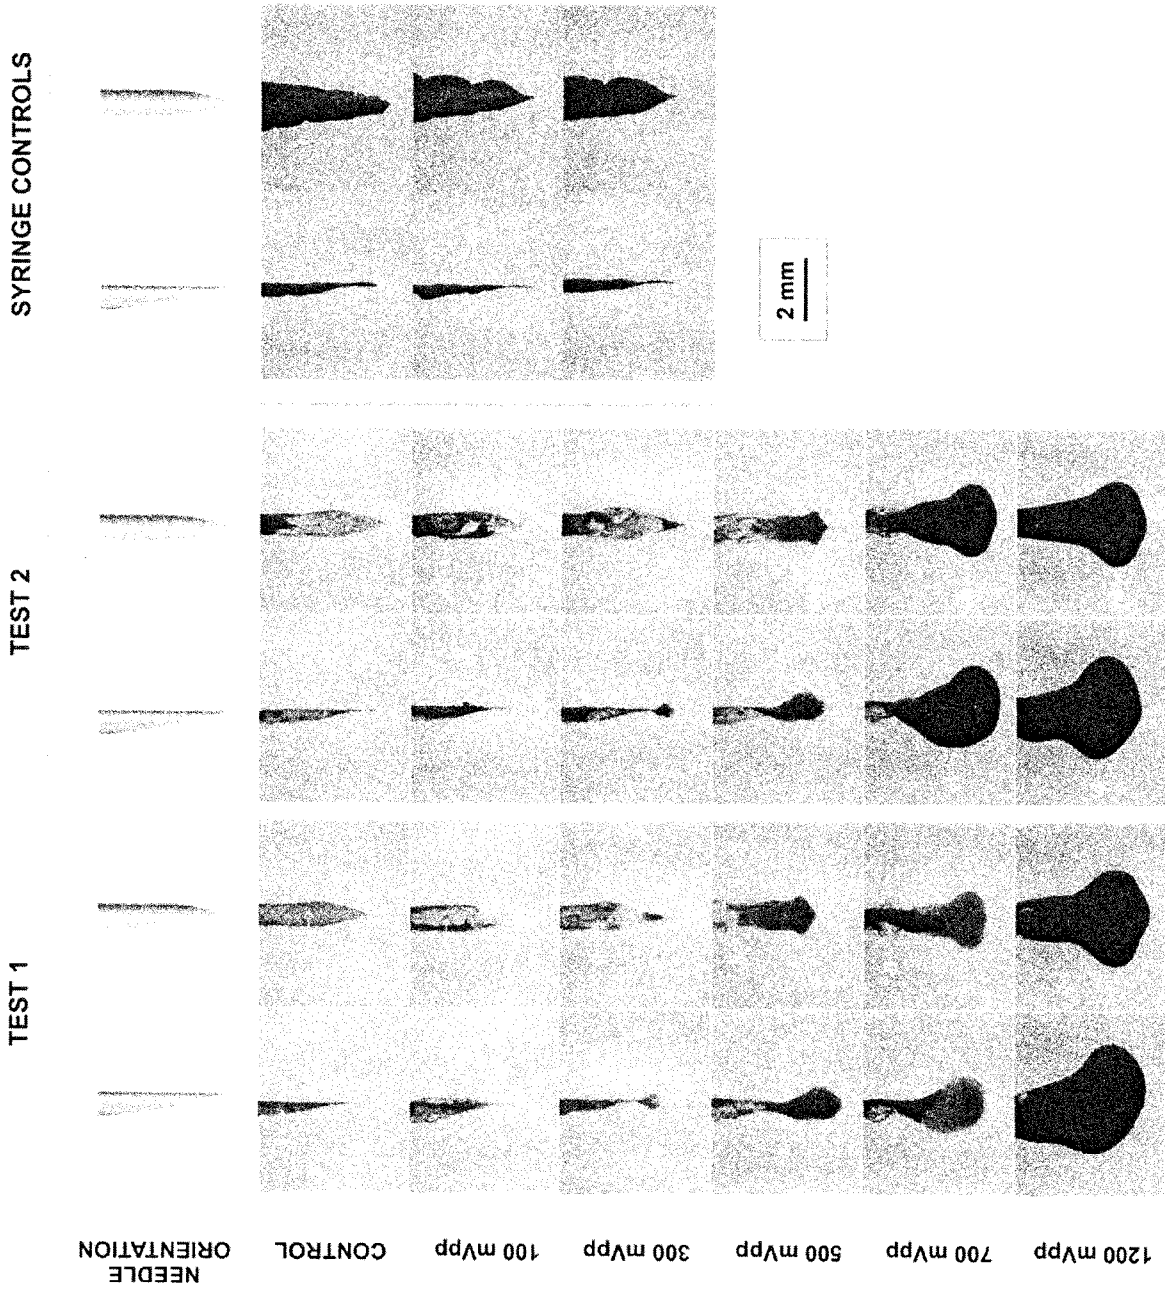 TEST 1
TEST 2
SYRINGE CONTROLS
NEEDLE
ORIENTATION
CONTROL
100 mVpp
300 mVpp
500 mVpp
700 mVpp
1200 mVpp
2 mm